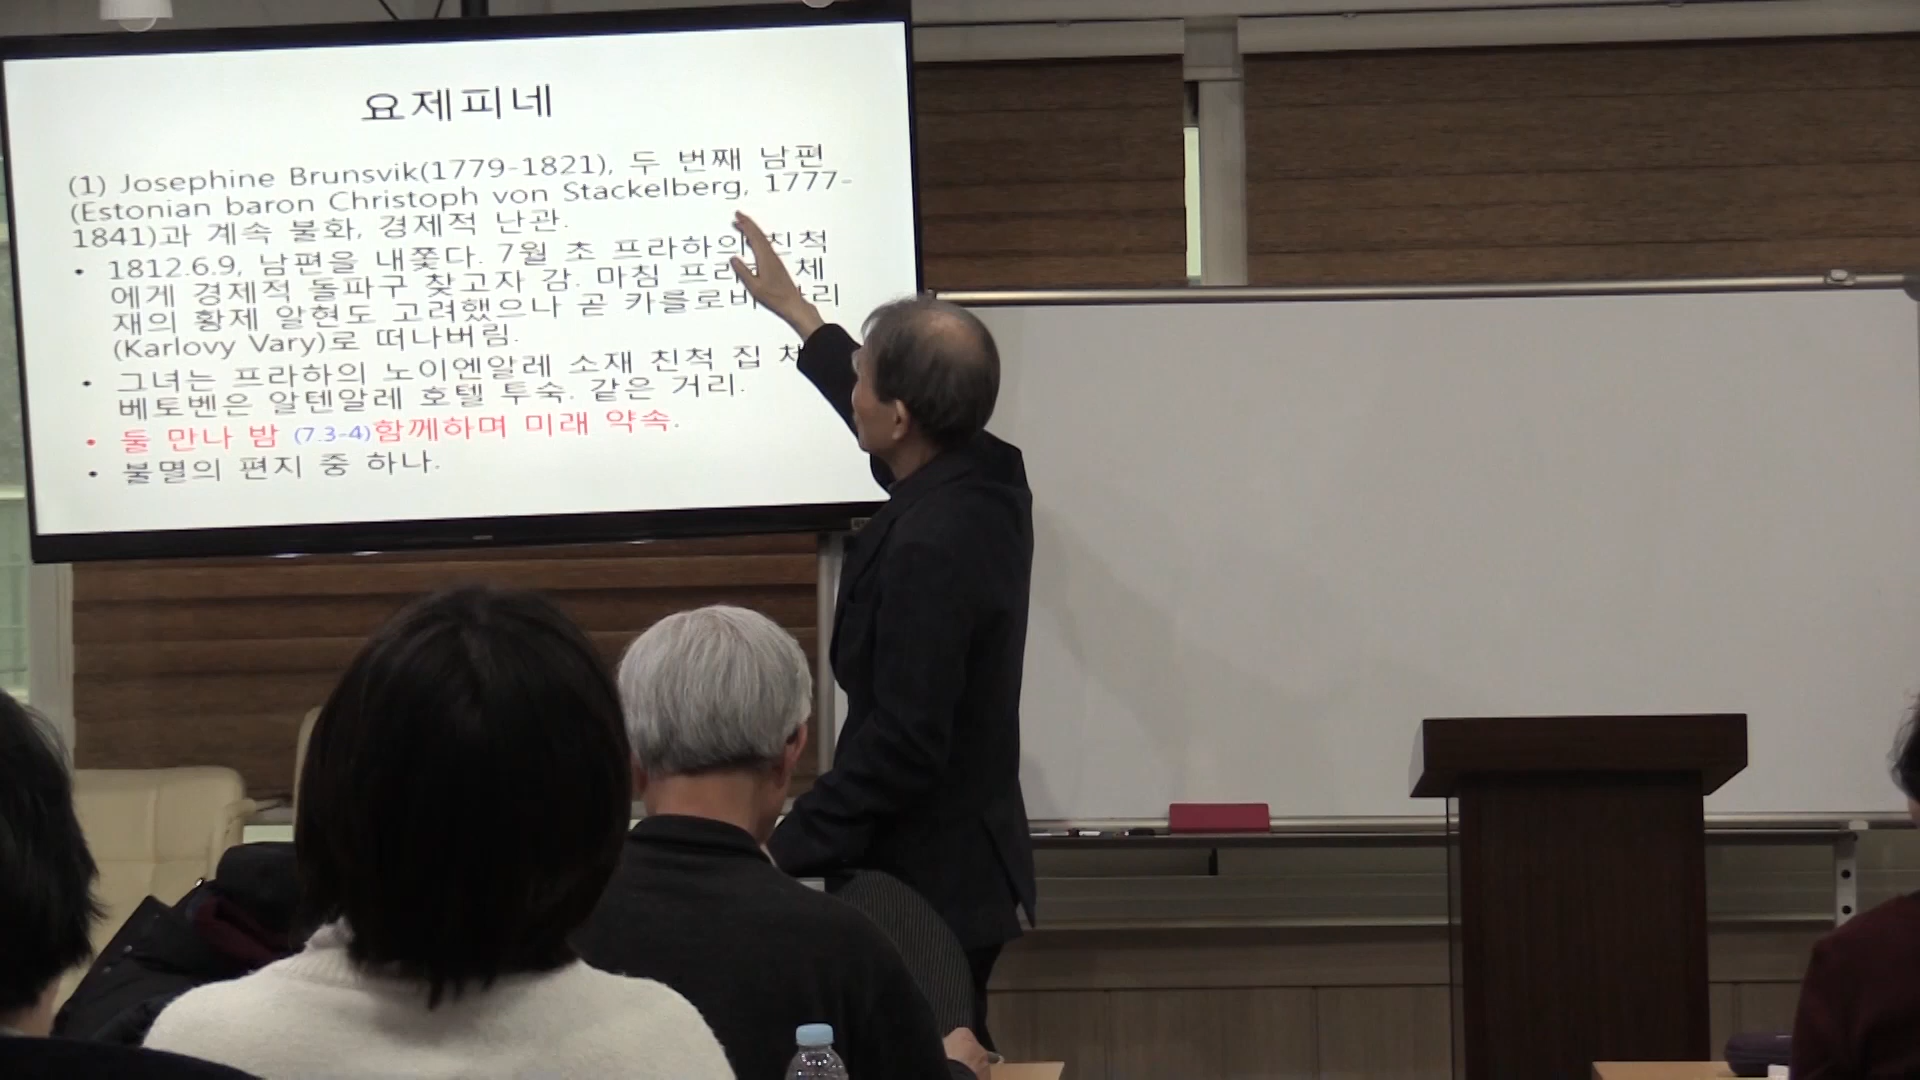 요제피네
(1) Josephine Brunsvik(1779-1821), 두 번째 남편
(Estonian baron Christoph von Stackelberg, 1777-
1841)과 계속 불화, 경제적 난관.
• 1812.6.9, 남편을 내쫓다. 7월 초 프라하의 친척
에게 경제적 돌파구 찾고자 감. 마침 체
재의 황제 알현도 고려했으나 곧 리
(Karlovy Vary)로 떠나버림.
• 그녀는 프라하의 노이엔알레 소재 친척 집
베토벤은 알텐알레 호텔 투숙. 같은 거리.
• 둘 만나 밤 (7.3-4)함께하며 미래 약속.
• 불멸의 편지 중 하나.